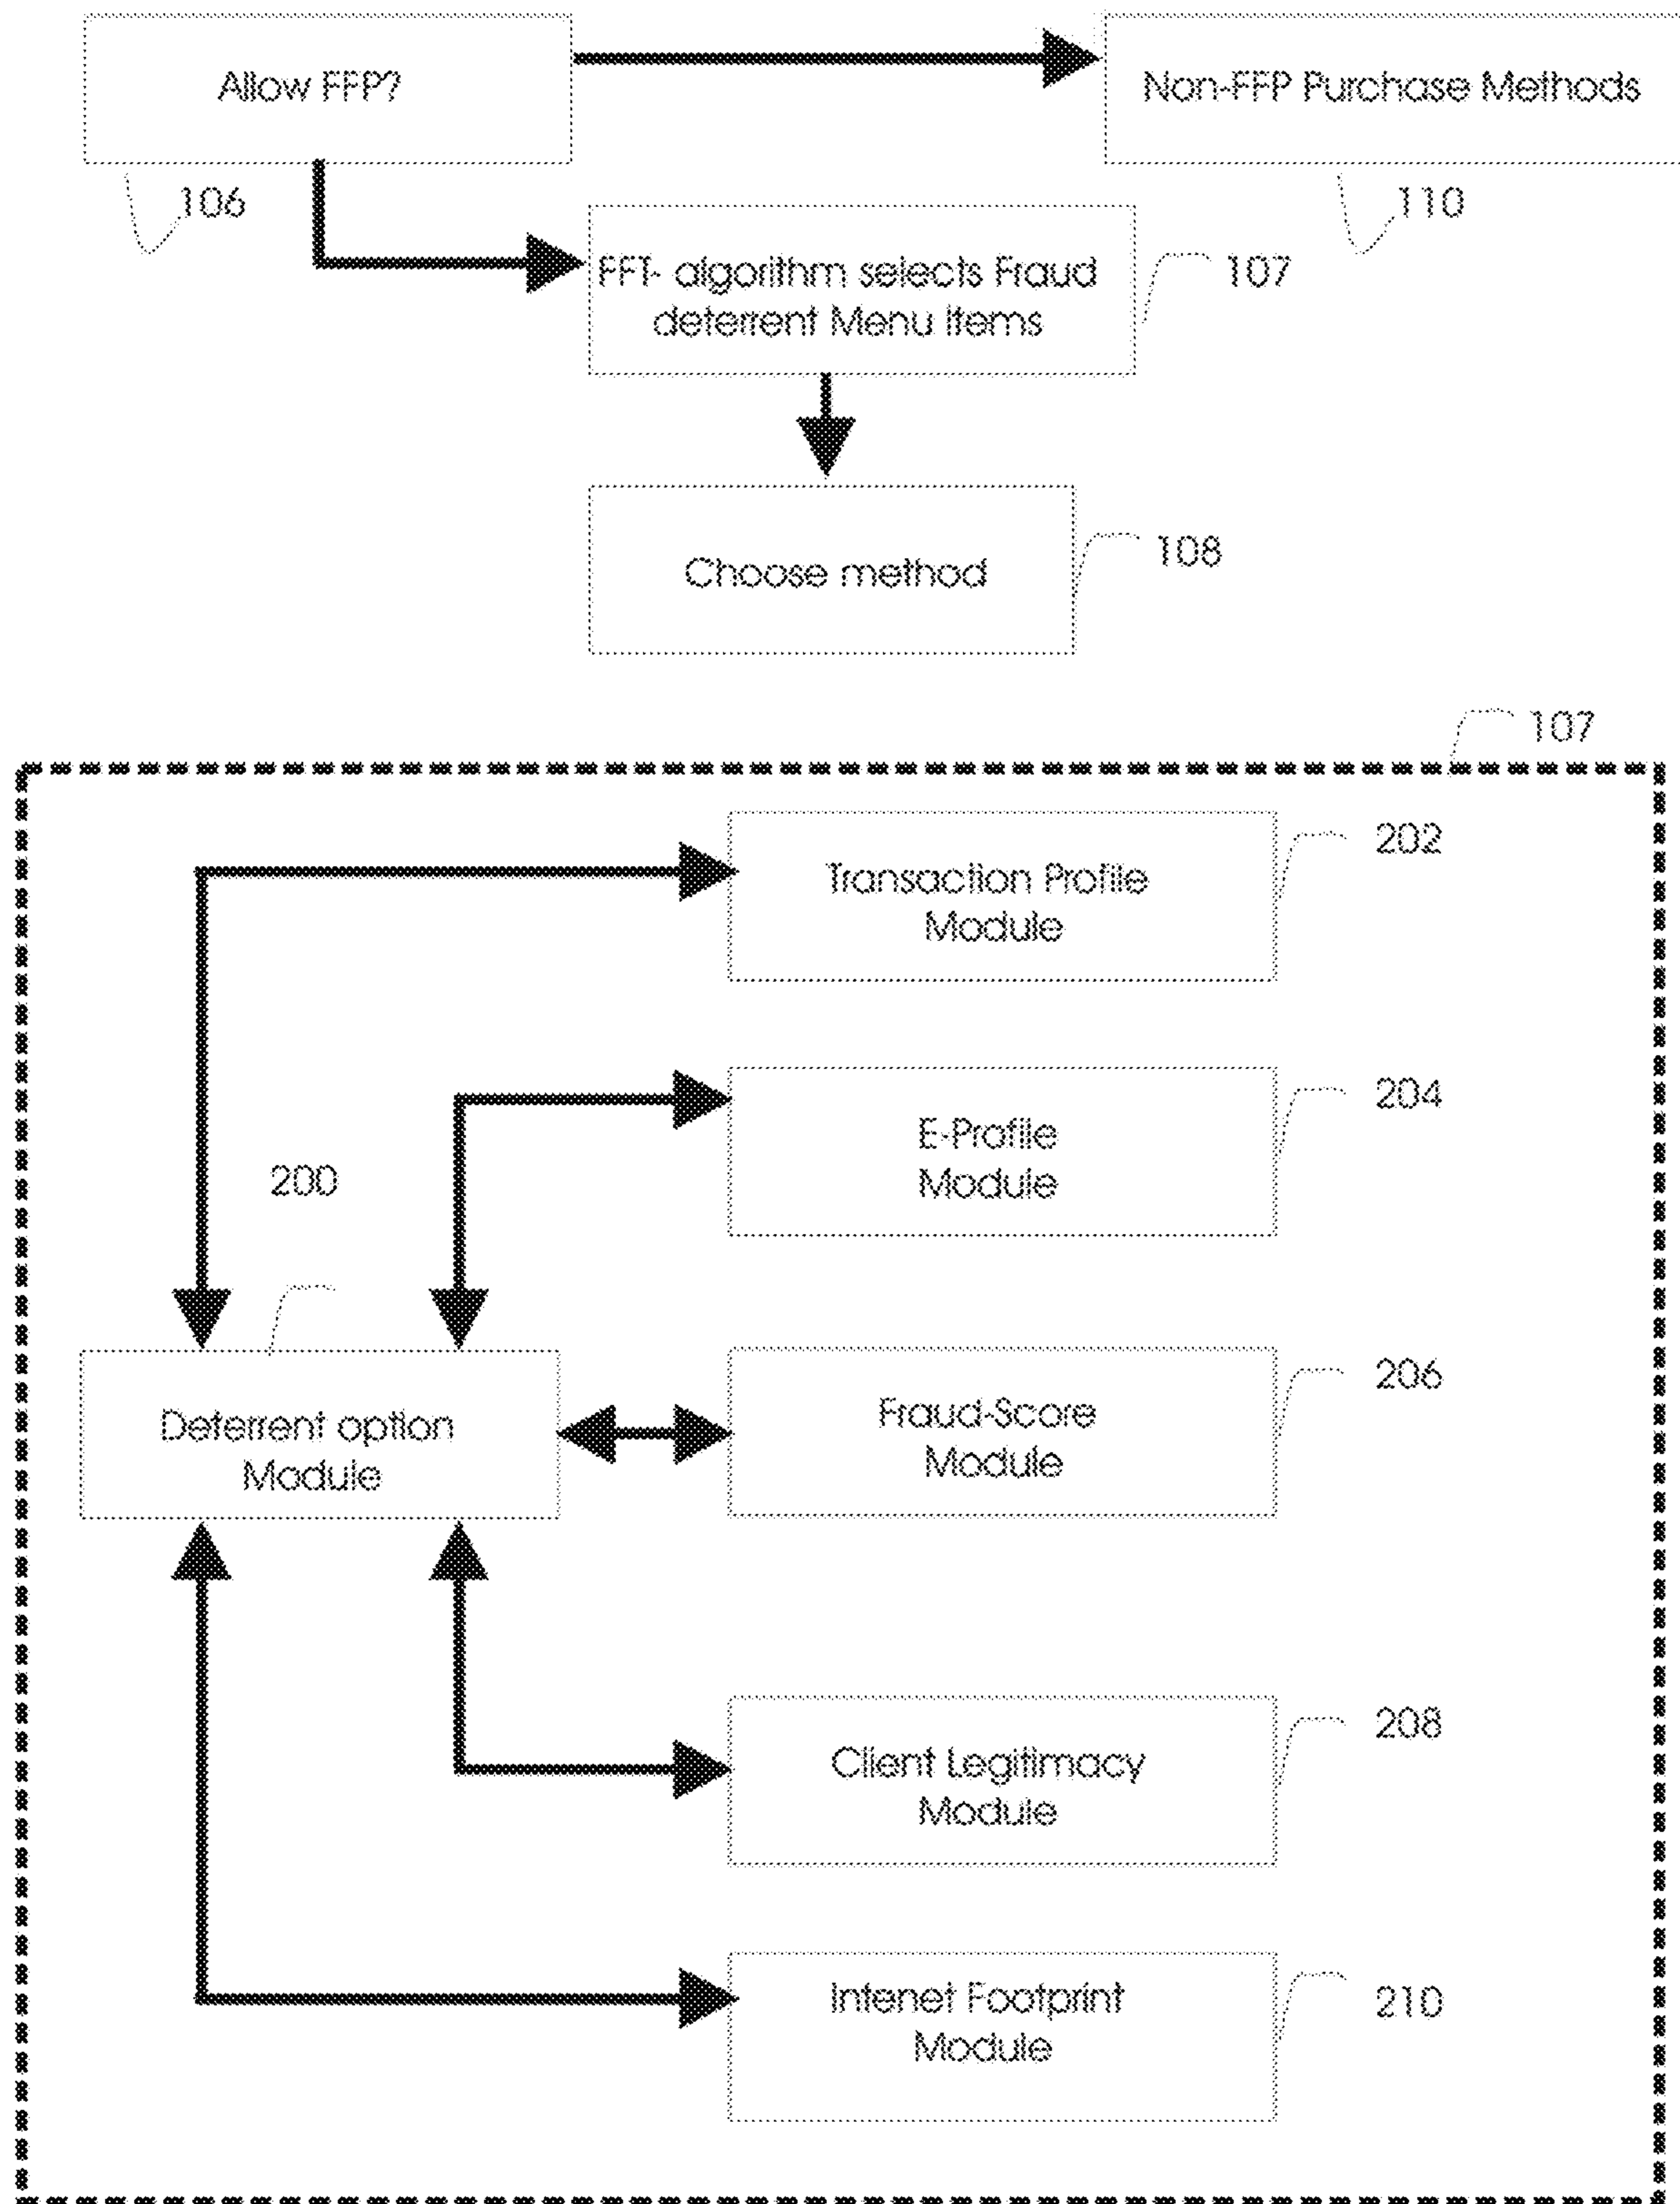 Allow FFP?
Non-FFP Purchase Methods
106
110
FFT- algorithm selects Fraud
deterrent Menu Items
107
Choose method
108
107
Transaction Profile
Module
202
E-Profile
Module
204
200
Deterrent option
Module
Fraud-Score
Module
206
Client Legitimacy
Module
208
Intenet Footprint
Module
210